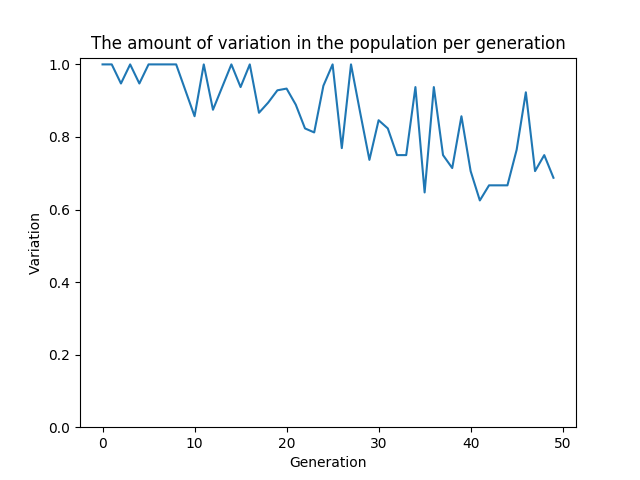 The amount of variation in the population per generation
1.0
0.8
0.6
0.4
0.2
0.0
Variation
0 10 20 30 40 50
Generation